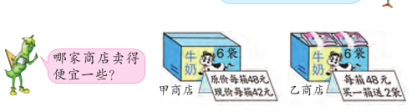 哪家商店卖得
便宜一些?
牛奶
6袋
原价每箱48元
现价每箱42元
甲商店
牛奶
6袋
每箱48元
买一箱送2袋
乙商店